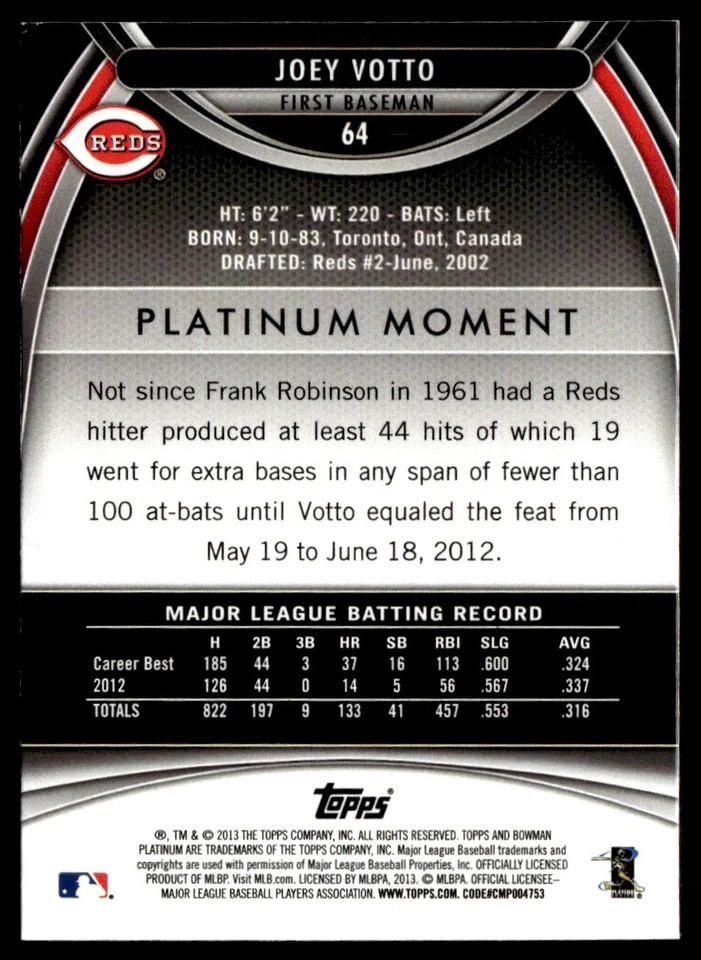 JOEY VOTTO
FIRST BASEMAN
64
REDS
®
HT: 6'2" - WT: 220 - BATS: Left
BORN: 9-10-83, Toronto, Ont, Canada
DRAFTED: Reds #2-June, 2002
PLATINUM MOMENT
Not since Frank Robinson in 1961 had a Reds
hitter produced at least 44 hits of which 19
went for extra bases in any span of fewer than
100 at-bats until Votto equaled the feat from
May 19 to June 18, 2012.
MAJOR LEAGUE BATTING RECORD
H 2B 3B HR SB RBI SLG AVG
Career Best 185 44 3 37 16 113 .600 .324
2012 126 44 0 14 5 56 .567 .337
TOTALS 822 197 9 133 41 457 .553 .316
Topps®
®, TM & © 2013 THE TOPPS COMPANY, INC. ALL RIGHTS RESERVED. TOPPS AND BOWMAN
PLATINUM ARE TRADEMARKS OF THE TOPPS COMPANY, INC. Major League Baseball trademarks and
copyrights are used with permission of Major League Baseball Properties, Inc. OFFICIALLY LICENSED
PRODUCT OF MLBP. Visit MLB.com. LICENSED BY MLBPA, 2013. © MLBPA. OFFICIAL LICENSEE–
MAJOR LEAGUE BASEBALL PLAYERS ASSOCIATION. WWW.TOPPS.COM. CODE#CMP004753
PLAYERS